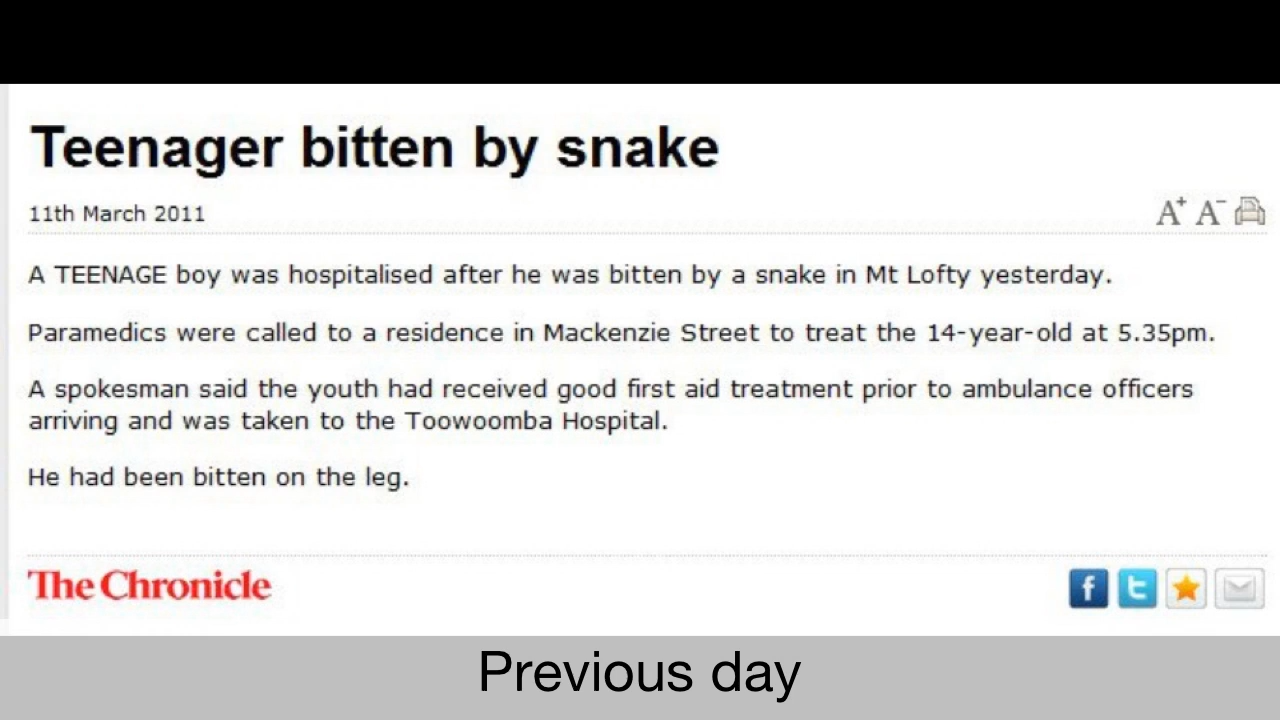 Teenager bitten by snake
11th March 2011
A+ A-
A TEENAGE boy was hospitalised after he was bitten by a snake in Mt Lofty yesterday.
Paramedics were called to a residence in Mackenzie Street to treat the 14-year-old at 5.35pm.
A spokesman said the youth had received good first aid treatment prior to ambulance officers
arriving and was taken to the Toowoomba Hospital.
He had been bitten on the leg.
The Chronicle
f t
Previous day